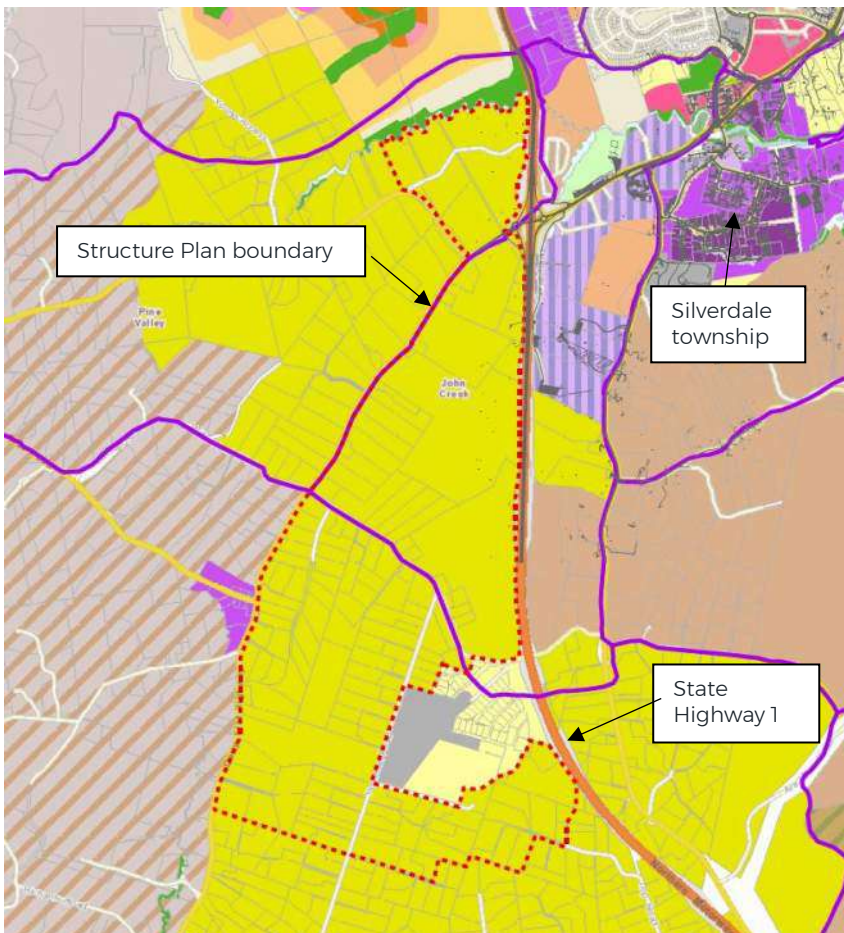 Structure Plan boundary
Pine
Valley
Silverdale
township
John
Creek
State
Highway 1